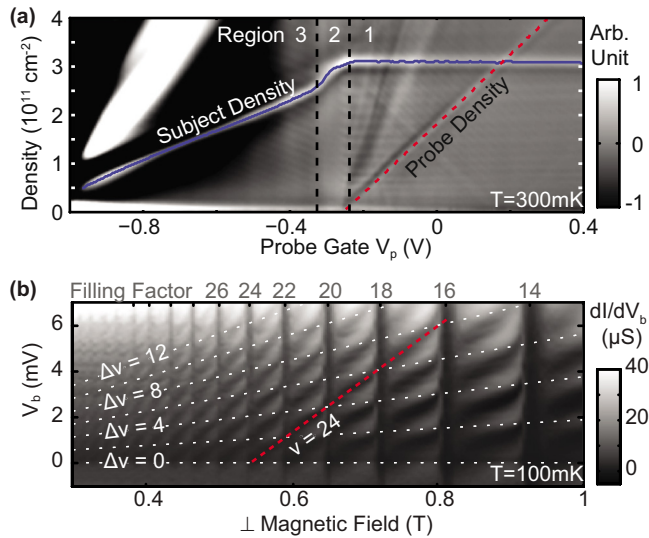 (a)
Arb. Unit
Region 3 2 1
Subject Density
Probe Density
T=300mK
Density (10¹¹ cm⁻²)
4
3
2
1
0
−0.8
−0.4
0
0.4
Probe Gate Vₚ (V)
1
0
-1
(b)
Filling Factor 26 24 22 20 18 16 14
dI/dV_b (µS)
Δν = 12
Δν = 8
Δν = 4
Δν = 0
ν = 24
T=100mK
V_b (mV)
6
4
2
0
0.4
0.6
0.8
1
⊥ Magnetic Field (T)
40
20
0